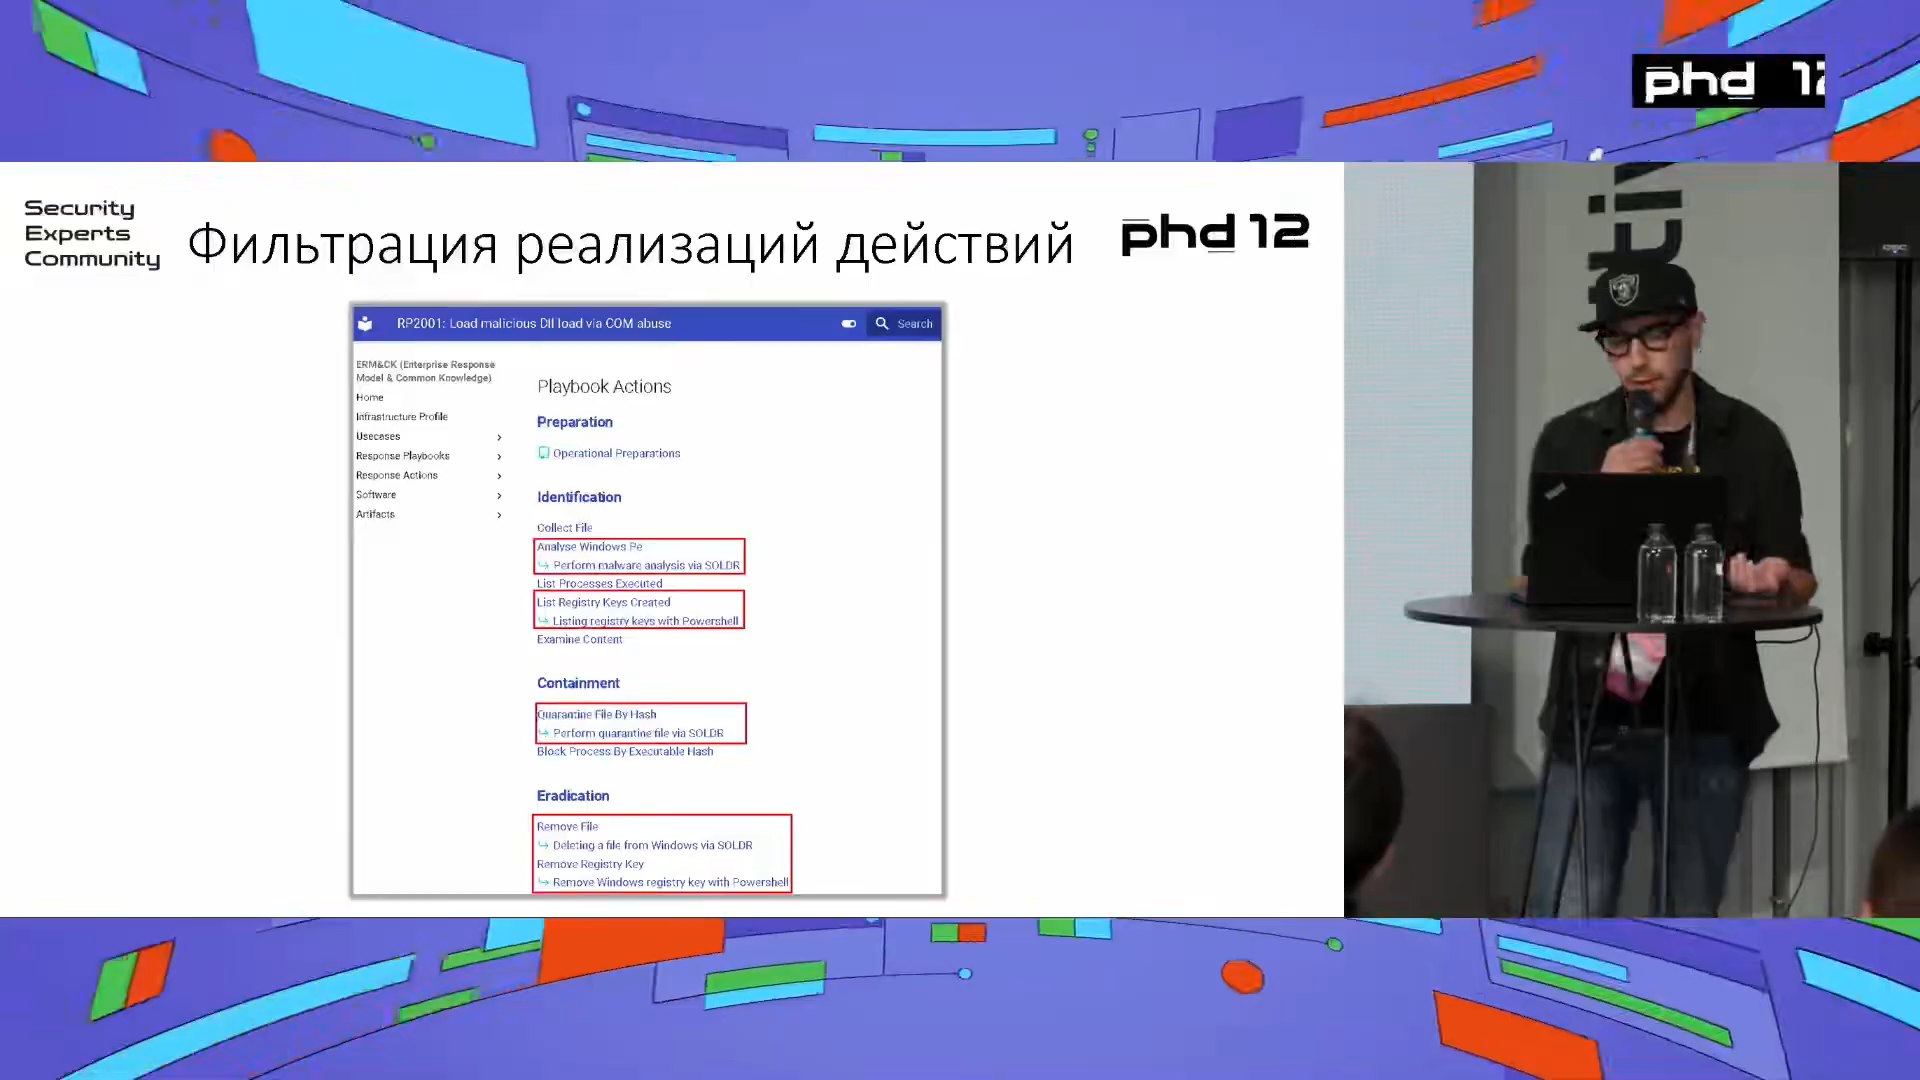 phd 12
Security
Experts
Community
Фильтрация реализаций действий
phd 12
RP2001: Load malicious Dll load via COM abuse
Search
ERM&CK (Enterprise Response
Model & Common Knowledge)
Home
Infrastructure Profile
Usecases
Response Playbooks
Response Actions
Software
Artifacts
Playbook Actions
Preparation
Operational Preparations
Identification
Collect File
Analyse Windows Pe
↳ Perform malware analysis via SOLDR
List Processes Executed
List Registry Keys Created
↳ Listing registry keys with Powershell
Examine Content
Containment
Quarantine File By Hash
↳ Perform quarantine file via SOLDR
Block Process By Executable Hash
Eradication
Remove File
↳ Deleting a file from Windows via SOLDR
Remove Registry Key
↳ Remove Windows registry key with Powershell